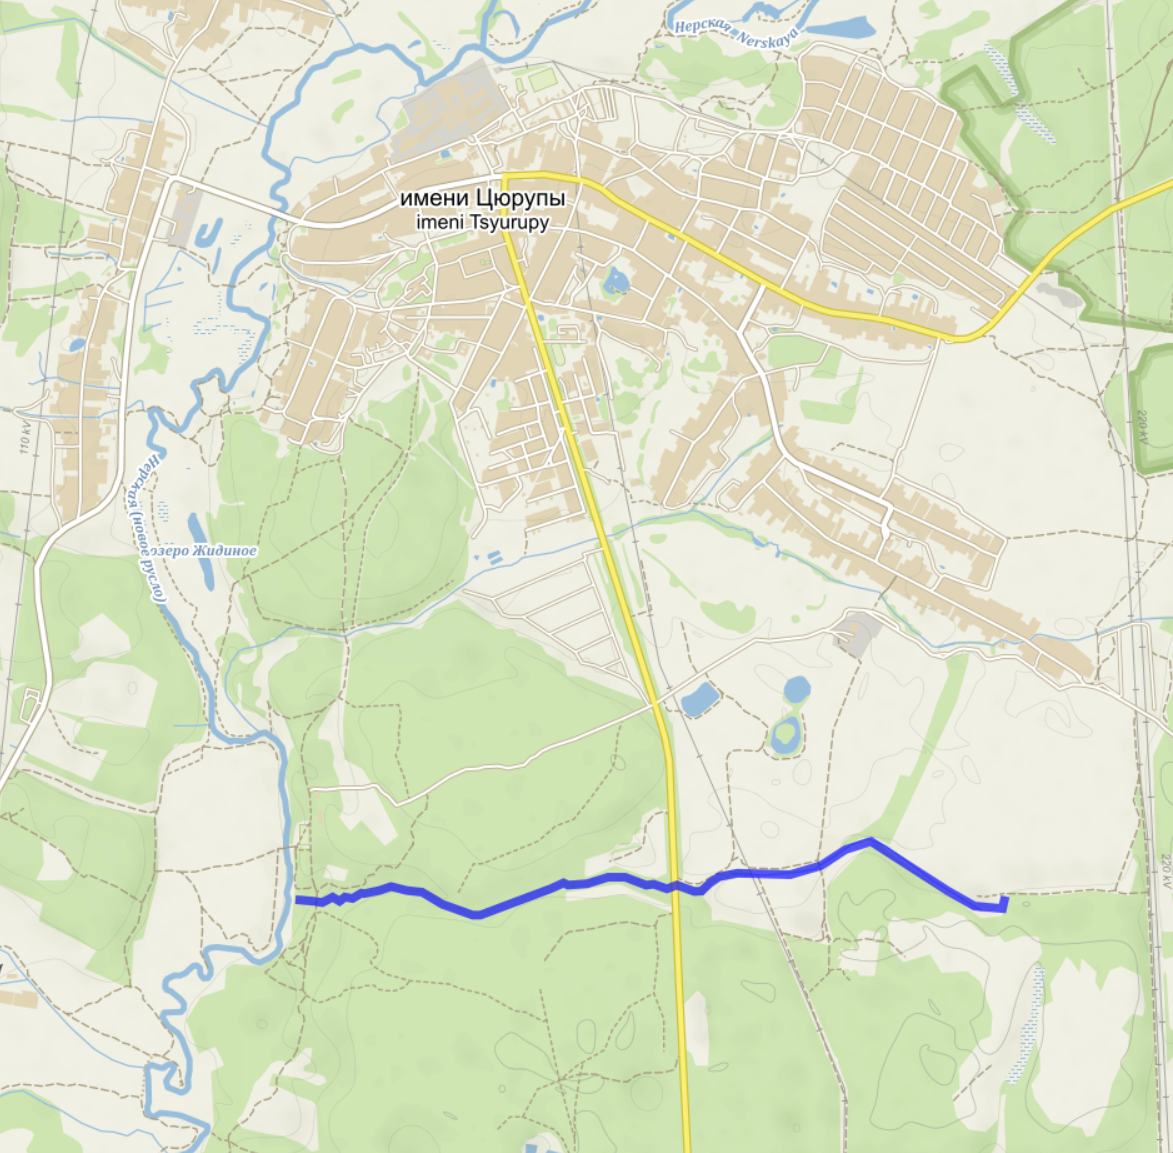 Нерская Nerskaya
имени Цюрупы
imeni Tsyurupy
110 kV
220 kV
Нерская (новое русло)
озеро Жидиное
220 kV